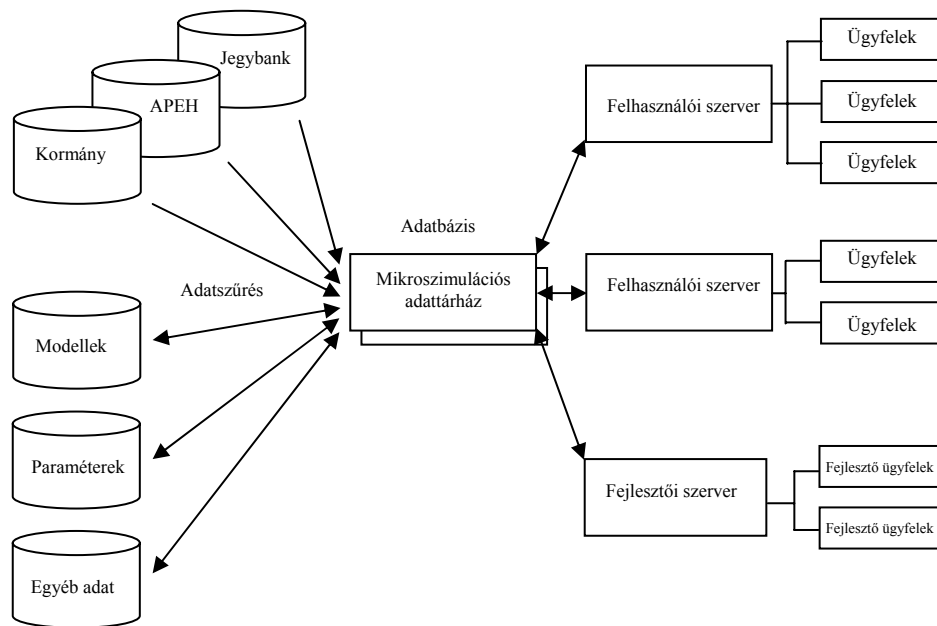 Jegybank
APEH
Kormány
Adatszűrés
Modellek
Paraméterek
Egyéb adat
Adatbázis
Mikroszimulációs
adattárház
Felhasználói szerver
Ügyfelek
Ügyfelek
Ügyfelek
Felhasználói szerver
Ügyfelek
Ügyfelek
Fejlesztői szerver
Fejlesztő ügyfelek
Fejlesztő ügyfelek